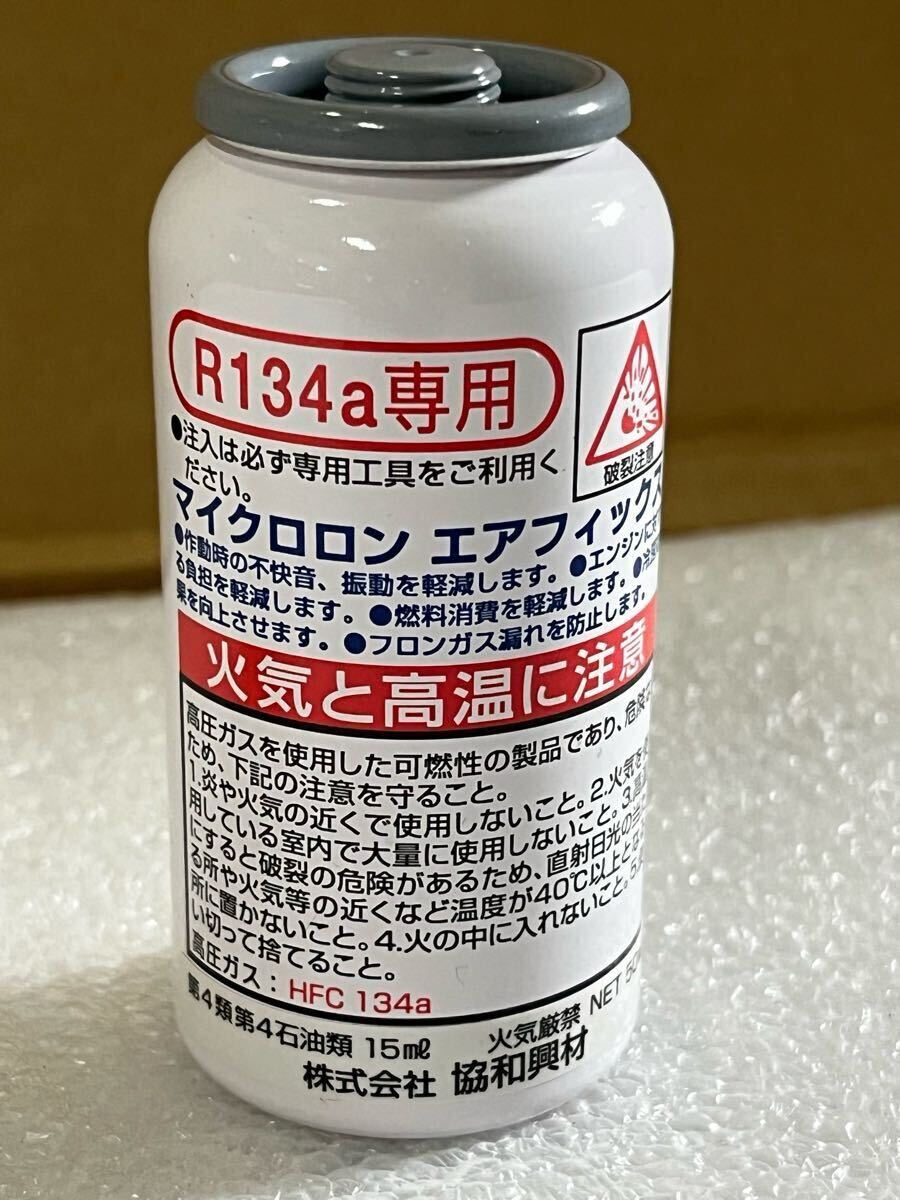 R134a専用
●注入は必ず専用工具をご利用く
ださい。
破裂注意
マイクロロン エアフィックス
●作動時の不快音、振動を軽減します。●エンジンに
る負担を軽減します。●燃料消費を軽減します。●
果を向上させます。●フロンガス漏れを防止します。
火気と高温に注意
高圧ガスを使用した可燃性の製品であり、危険
ため、下記の注意を守ること。
1.炎や火気の近くで使用しないこと。2.火気を
用している室内で大量に使用しないこと。3.高温
にすると破裂の危険があるため、直射日光の当
る所や火気等の近くなど温度が40℃以上とな
所に置かないこと。4.火の中に入れないこと。5.
い切って捨てること。
高圧ガス：HFC 134a
第4類第4石油類 15mℓ 火気厳禁 NET
株式会社 協和興材